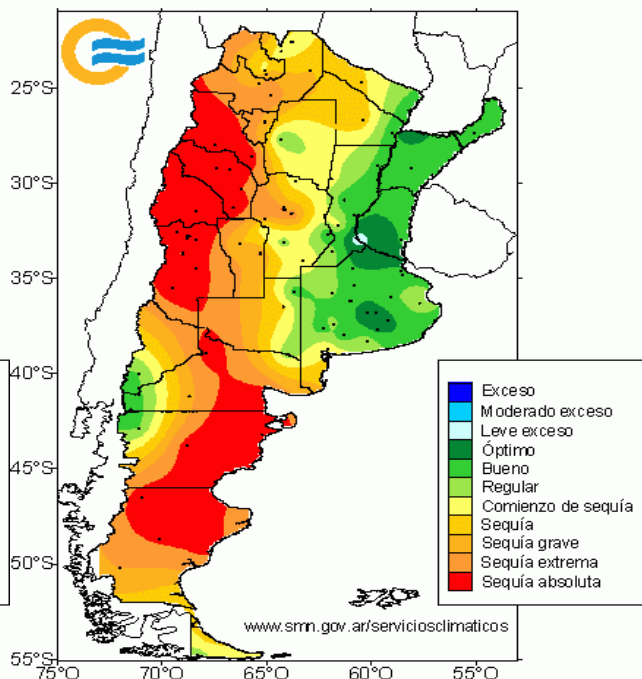 25°S
30°S
35°S
40°S
45°S
50°S
55°S
75°O
70°O
65°O
60°O
55°O
Exceso
Moderado exceso
Leve exceso
Óptimo
Bueno
Regular
Comienzo de sequía
Sequía
Sequía grave
Sequía extrema
Sequía absoluta
www.smn.gov.ar/serviciosclimaticos